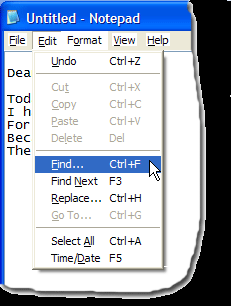 Untitled - Notepad
File Edit Format View Help
Undo Ctrl+Z
Cut Ctrl+X
Copy Ctrl+C
Paste Ctrl+V
Delete Del
Find... Ctrl+F
Find Next F3
Replace... Ctrl+H
Go To... Ctrl+G
Select All Ctrl+A
Time/Date F5